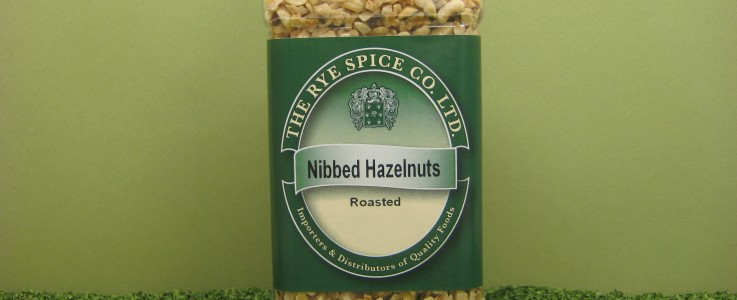 THE RYE SPICE CO. LTD.
Nibbed Hazelnuts
Roasted
Importers & Distributors of Quality Foods